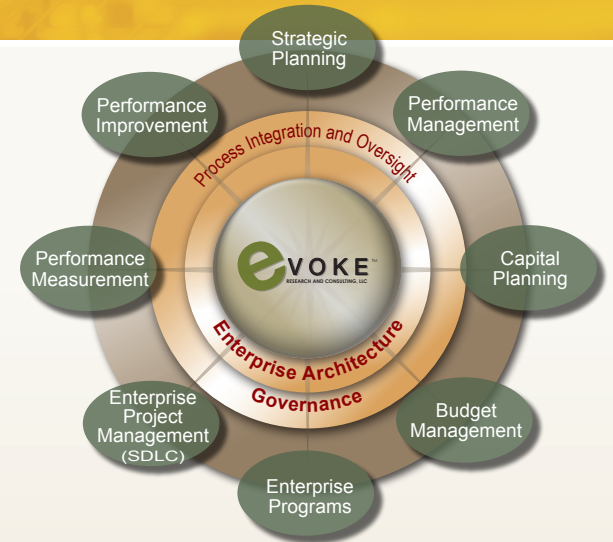 Strategic
Planning
Performance
Improvement
Performance
Management
Process Integration and Oversight
Performance
Measurement
eVOKE™
RESEARCH AND CONSULTING, LLC
Capital
Planning
Enterprise Architecture
Governance
Enterprise
Project
Management
(SDLC)
Budget
Management
Enterprise
Programs